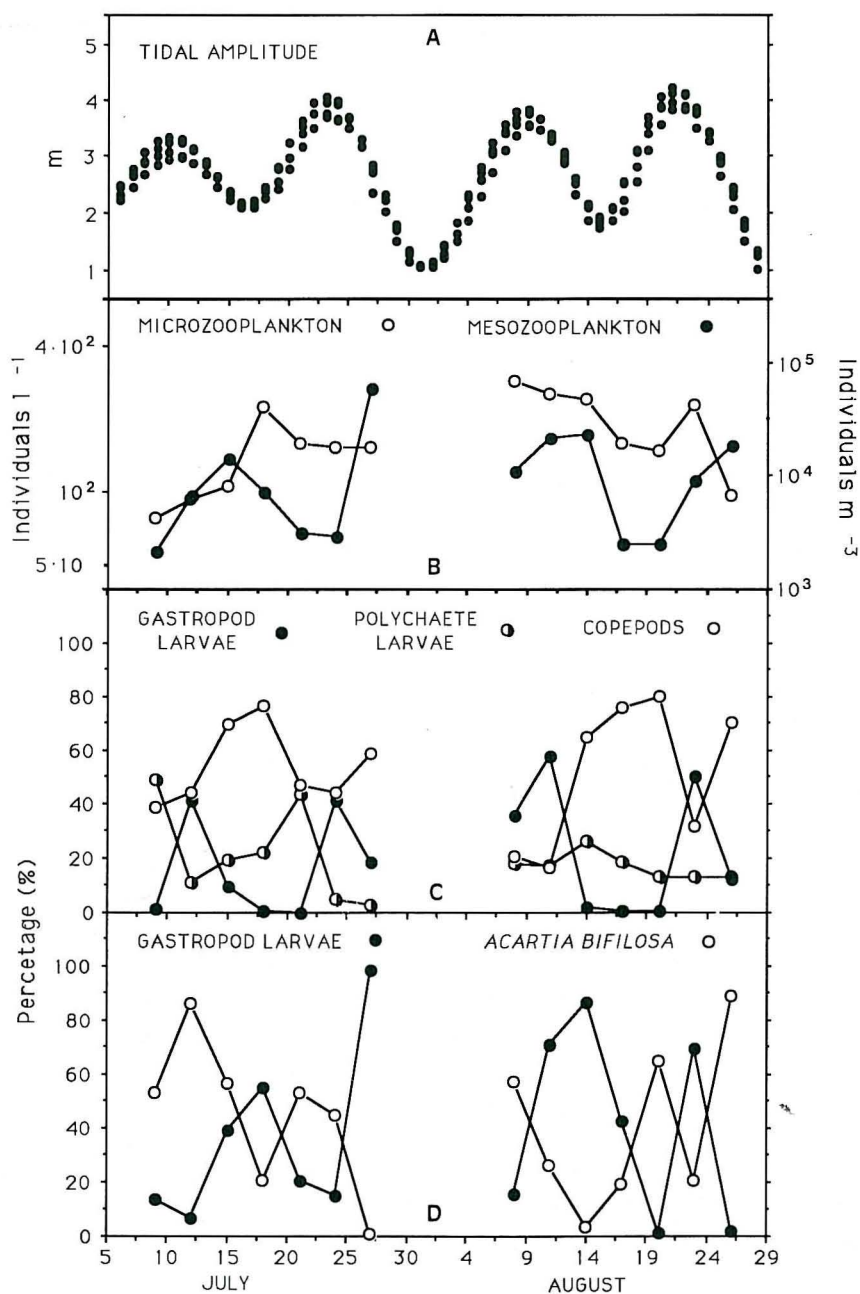 A
TIDAL AMPLITUDE
5
4
3
2
1
m
MICROZOOPLANKTON
MESOZOOPLANKTON
4·10²
10²
5·10
Individuals l ⁻¹
10⁵
10⁴
10³
Individuals m ⁻³
B
GASTROPOD LARVAE
POLYCHAETE LARVAE
COPEPODS
100
80
60
40
20
0
C
Percetage (%)
GASTROPOD LARVAE
ACARTIA BIFILOSA
100
80
60
40
20
0
D
5 10 15 20 25 30 4 9 14 19 24 29
JULY
AUGUST